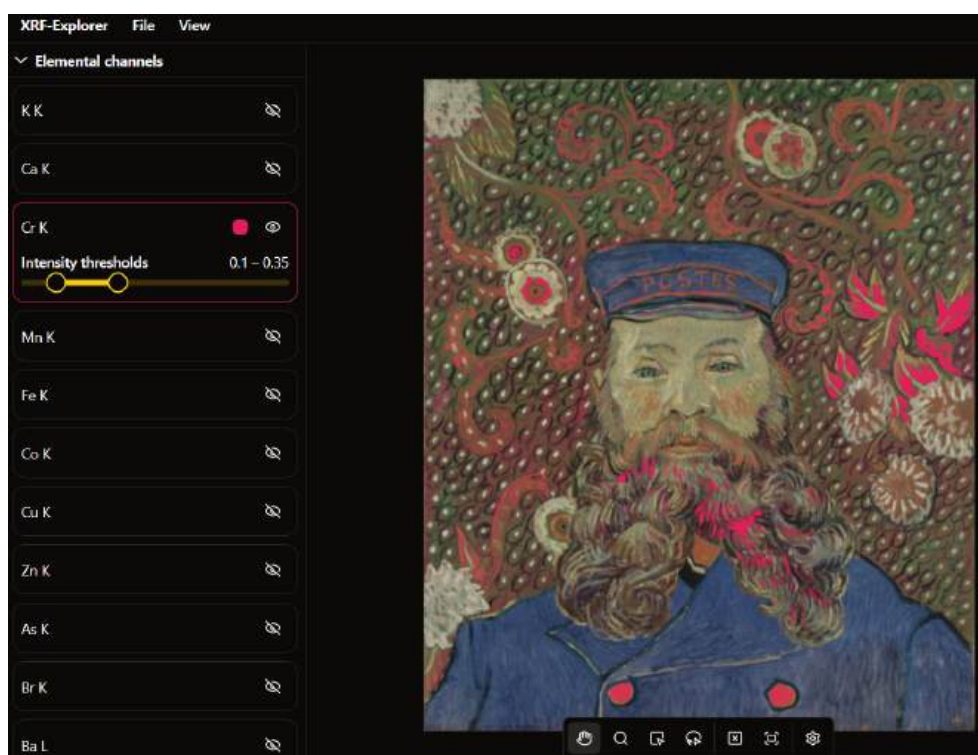 XRF-Explorer File View
Elemental channels
K K
Ca K
Cr K
Intensity thresholds 0.1 – 0.35
Mn K
Fe K
Co K
Cu K
Zn K
As K
Br K
Ba L
POSTES